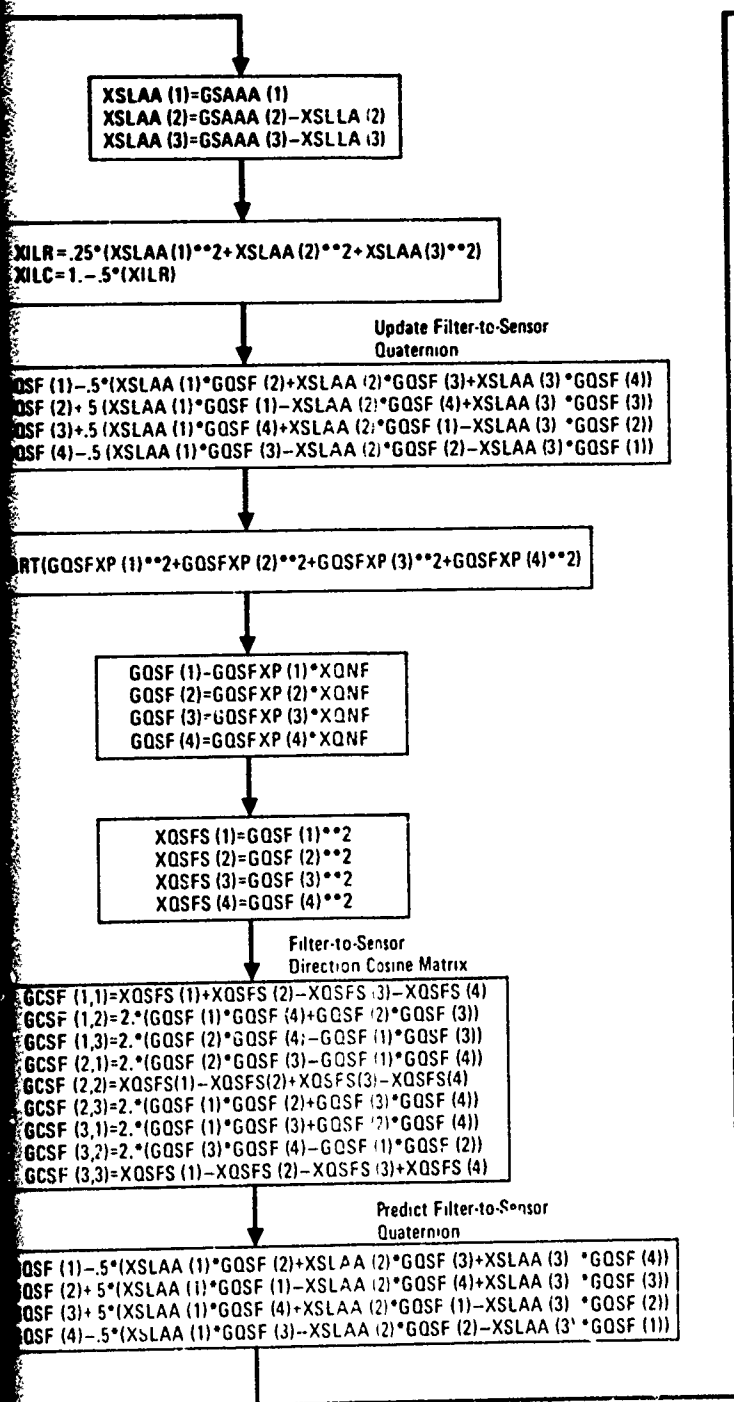 XSLAA (1)=GSAAA (1)
XSLAA (2)=GSAAA (2)–XSLLA (2)
XSLAA (3)=GSAAA (3)–XSLLA (3)
XILR=.25*(XSLAA(1)**2+XSLAA(2)**2+XSLAA(3)**2)
XILC=1.–.5*(XILR)
Update Filter-to-Sensor
Quaternion
QSF (1)–.5*(XSLAA (1)*GQSF (2)+XSLAA (2)*GQSF (3)+XSLAA (3) *GQSF (4))
QSF (2)+ 5 (XSLAA (1)*GQSF (1)–XSLAA (2)*GQSF (4)+XSLAA (3) *GQSF (3))
QSF (3)+.5 (XSLAA (1)*GQSF (4)+XSLAA (2)*GQSF (1)–XSLAA (3) *GQSF (2))
QSF (4)–.5 (XSLAA (1)*GQSF (3)–XSLAA (2)*GQSF (2)–XSLAA (3)*GQSF (1))
RT(GQSFXP (1)**2+GQSFXP (2)**2+GQSFXP (3)**2+GQSFXP (4)**2)
GQSF (1)-GQSFXP (1)*XQNF
GQSF (2)=GQSFXP (2)*XQNF
GQSF (3)=GQSFXP (3)*XQNF
GQSF (4)=GQSFXP (4)*XQNF
XQSFS (1)=GQSF (1)**2
XQSFS (2)=GQSF (2)**2
XQSFS (3)=GQSF (3)**2
XQSFS (4)=GQSF (4)**2
Filter-to-Sensor
Direction Cosine Matrix
GCSF (1,1)=XQSFS (1)+XQSFS (2)–XQSFS (3)–XQSFS (4)
GCSF (1,2)=2.*(GQSF (1)*GQSF (4)+GQSF (2)*GQSF (3))
GCSF (1,3)=2.*(GQSF (2)*GQSF (4)–GQSF (1)*GQSF (3))
GCSF (2,1)=2.*(GQSF (2)*GQSF (3)–GQSF (1)*GQSF (4))
GCSF (2,2)=XQSFS(1)–XQSFS(2)+XQSFS(3)–XQSFS(4)
GCSF (2,3)=2.*(GQSF (1)*GQSF (2)+GQSF (3)*GQSF (4))
GCSF (3,1)=2.*(GQSF (1)*GQSF (3)+GQSF (2)*GQSF (4))
GCSF (3,2)=2.*(GQSF (3)*GQSF (4)–GQSF (1)*GQSF (2))
GCSF (3,3)=XQSFS (1)–XQSFS (2)–XQSFS (3)+XQSFS (4)
Predict Filter-to-Sensor
Quaternion
QSF (1)–.5*(XSLAA (1)*GQSF (2)+XSLAA (2)*GQSF (3)+XSLAA (3) *GQSF (4))
QSF (2)+ 5*(XSLAA (1)*GQSF (1)–XSLAA (2)*GQSF (4)+XSLAA (3) *GQSF (3))
QSF (3)+ 5*(XSLAA (1)*GQSF (4)+XSLAA (2)*GQSF (1)–XSLAA (3) *GQSF (2))
QSF (4)–.5*(XSLAA (1)*GQSF (3)–XSLAA (2)*GQSF (2)–XSLAA (3) *GQSF (1))